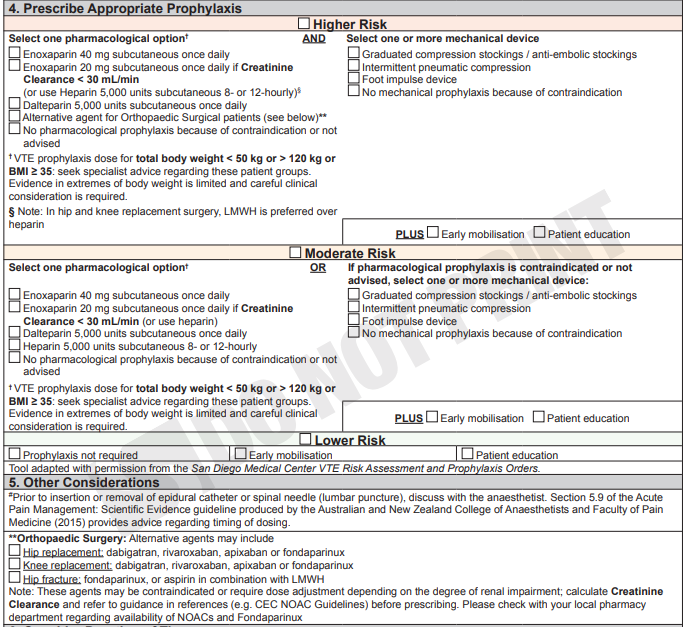 4. Prescribe Appropriate Prophylaxis
Higher Risk
Select one pharmacological option†
AND
Select one or more mechanical device
Enoxaparin 40 mg subcutaneous once daily
Enoxaparin 20 mg subcutaneous once daily if Creatinine
Clearance < 30 mL/min
(or use Heparin 5,000 units subcutaneous 8- or 12-hourly)§
Dalteparin 5,000 units subcutaneous once daily
Alternative agent for Orthopaedic Surgical patients (see below)**
No pharmacological prophylaxis because of contraindication or not
advised
Graduated compression stockings / anti-embolic stockings
Intermittent pneumatic compression
Foot impulse device
No mechanical prophylaxis because of contraindication
† VTE prophylaxis dose for total body weight < 50 kg or > 120 kg or
BMI ≥ 35: seek specialist advice regarding these patient groups.
Evidence in extremes of body weight is limited and careful clinical
consideration is required.
§ Note: In hip and knee replacement surgery, LMWH is preferred over
heparin
PLUS Early mobilisation Patient education
Moderate Risk
Select one pharmacological option†
OR
If pharmacological prophylaxis is contraindicated or not
advised, select one or more mechanical device:
Enoxaparin 40 mg subcutaneous once daily
Enoxaparin 20 mg subcutaneous once daily if Creatinine
Clearance < 30 mL/min (or use heparin)
Dalteparin 5,000 units subcutaneous once daily
Heparin 5,000 units subcutaneous 8- or 12-hourly
No pharmacological prophylaxis because of contraindication or not
advised
Graduated compression stockings / anti-embolic stockings
Intermittent pneumatic compression
Foot impulse device
No mechanical prophylaxis because of contraindication
† VTE prophylaxis dose for total body weight < 50 kg or > 120 kg or
BMI ≥ 35: seek specialist advice regarding these patient groups.
Evidence in extremes of body weight is limited and careful clinical
consideration is required.
PLUS Early mobilisation Patient education
Lower Risk
Prophylaxis not required Early mobilisation Patient education
Tool adapted with permission from the San Diego Medical Center VTE Risk Assessment and Prophylaxis Orders.
5. Other Considerations
#Prior to insertion or removal of epidural catheter or spinal needle (lumbar puncture), discuss with the anaesthetist. Section 5.9 of the Acute
Pain Management: Scientific Evidence guideline produced by the Australian and New Zealand College of Anaesthetists and Faculty of Pain
Medicine (2015) provides advice regarding timing of dosing.
**Orthopaedic Surgery: Alternative agents may include
Hip replacement: dabigatran, rivaroxaban, apixaban or fondaparinux
Knee replacement: dabigatran, rivaroxaban, apixaban or fondaparinux
Hip fracture: fondaparinux, or aspirin in combination with LMWH
Note: These agents may be contraindicated or require dose adjustment depending on the degree of renal impairment; calculate Creatinine
Clearance and refer to guidance in references (e.g. CEC NOAC Guidelines) before prescribing. Please check with your local pharmacy
department regarding availability of NOACs and Fondaparinux
DO NOT PRINT